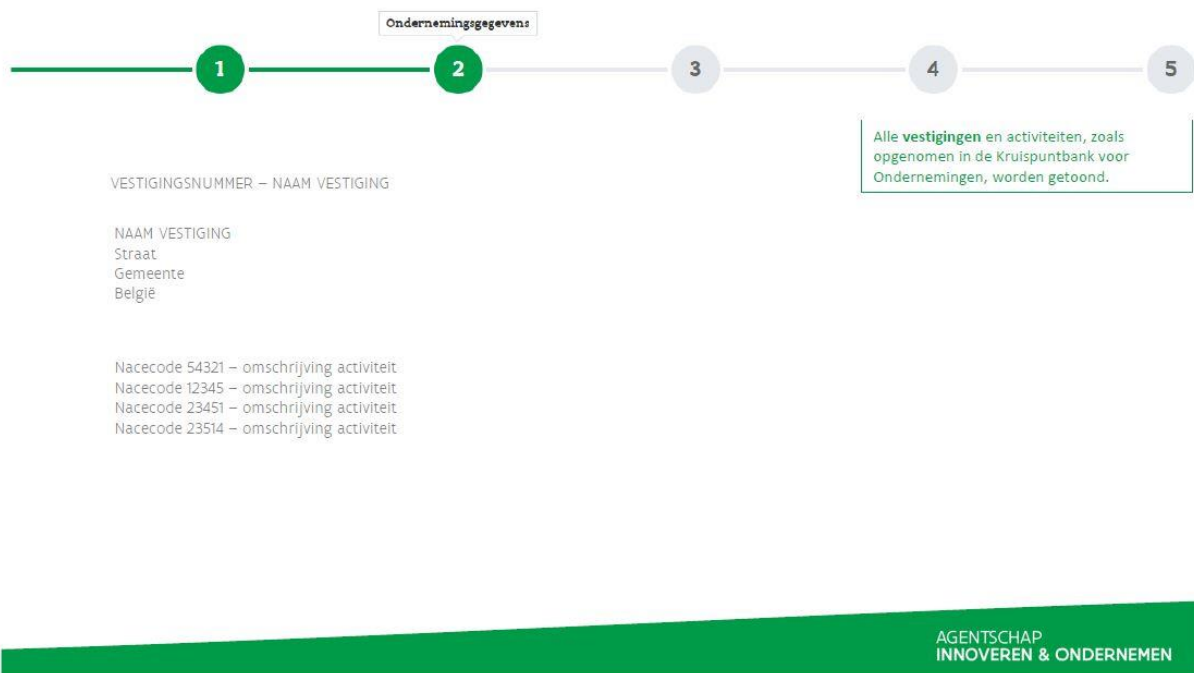 Ondernemingsgegevens
1
2
3
4
5
Alle vestigingen en activiteiten, zoals
opgenomen in de Kruispuntbank voor
Ondernemingen, worden getoond.
VESTIGINGSNUMMER – NAAM VESTIGING
NAAM VESTIGING
Straat
Gemeente
België
Nacecode 54321 – omschrijving activiteit
Nacecode 12345 – omschrijving activiteit
Nacecode 23451 – omschrijving activiteit
Nacecode 23514 – omschrijving activiteit
AGENTSCHAP
INNOVEREN & ONDERNEMEN